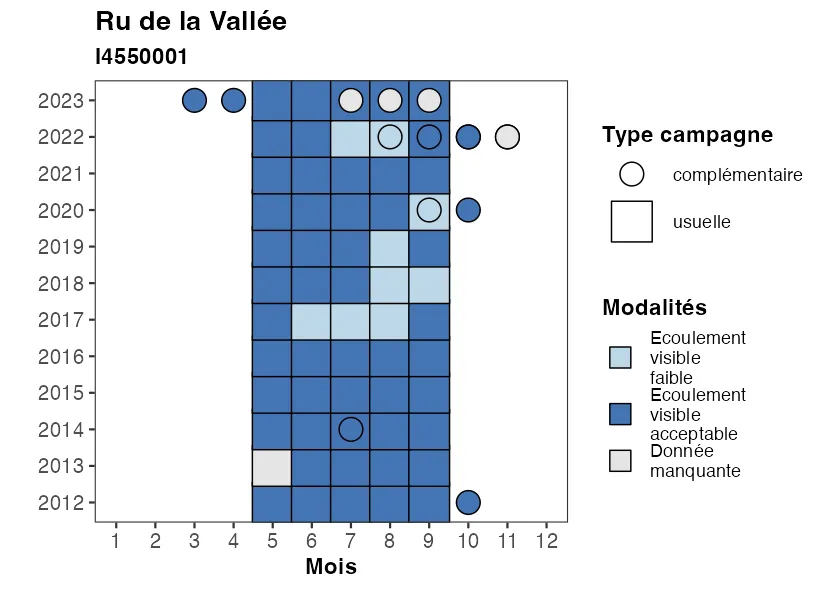 Ru de la Vallée
I4550001
2023
2022
2021
2020
2019
2018
2017
2016
2015
2014
2013
2012
1 2 3 4 5 6 7 8 9 10 11 12
Mois
Type campagne
complémentaire
usuelle
Modalités
Ecoulement
visible
faible
Ecoulement
visible
acceptable
Donnée
manquante